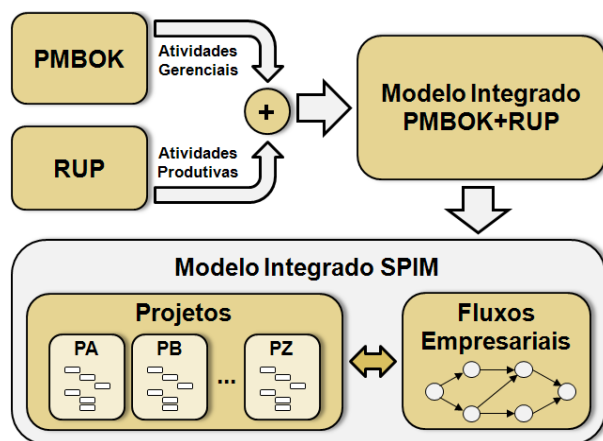 PMBOK
Atividades
Gerenciais
+
RUP
Atividades
Produtivas
Modelo Integrado
PMBOK+RUP
Modelo Integrado SPIM
Projetos
PA
PB
...
PZ
Fluxos
Empresariais